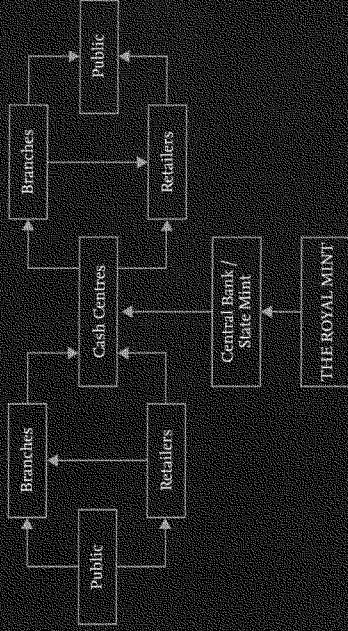 Branches
Branches
Public
Cash Centres
Public
Retailers
Retailers
Central Bank /
State Mint
THE ROYAL MINT